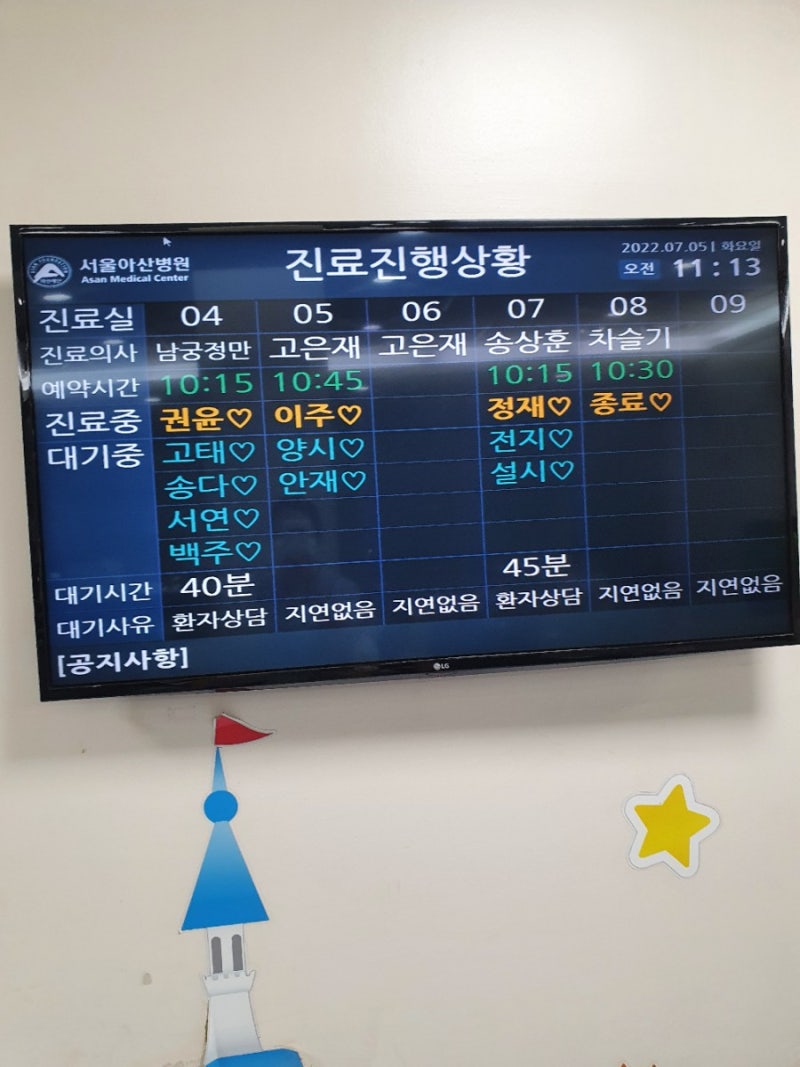 서울아산병원
Asan Medical Center
진료진행상황
2022.07.05 | 화요일
오전 11:13
진료실 04 05 06 07 08 09
진료의사 남궁정만 고은재 고은재 송상훈 차슬기
예약시간 10:15 10:45 10:15 10:30
진료중 권윤♡ 이주♡ 정재♡ 종료♡
대기중 고태♡ 양시♡ 전지♡
송다♡ 안재♡ 설시♡
서연♡
백주♡
대기시간 40분 45분
대기사유 환자상담 지연없음 지연없음 환자상담 지연없음 지연없음
[공지사항]
LG